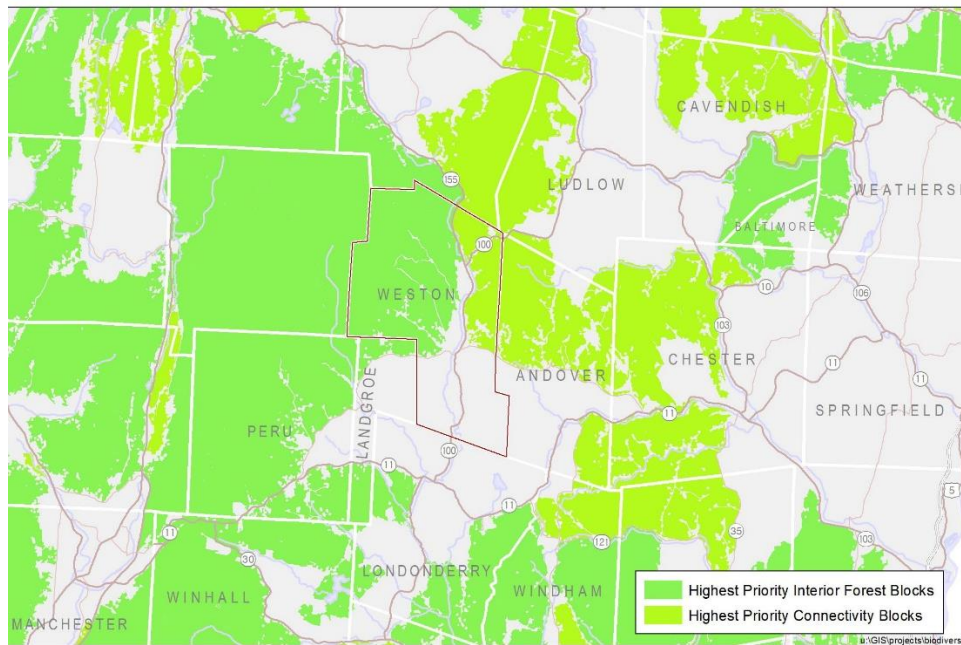 CAVENDISH
155
LUDLOW
WEATHERSF
BALTIMORE
100
10
106
WESTON
103
CHESTER
11
ANDOVER
11
LANDGROE
11
SPRINGFIELD
PERU
100
11
11
5
11
35
103
121
30
LONDONDERRY
WINDHAM
WINHALL
MANCHESTER
Highest Priority Interior Forest Blocks
Highest Priority Connectivity Blocks
u:\GIS\projects\biodivers